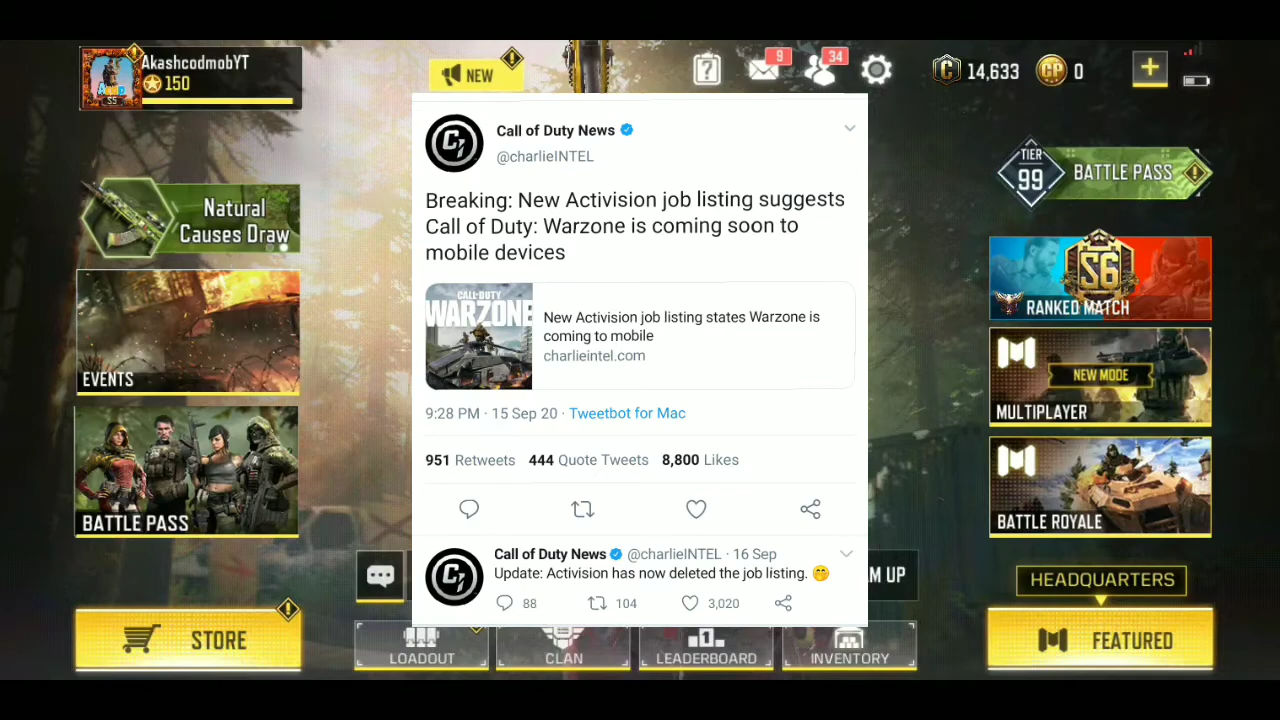 AkashcodmobYT
150
NEW
9
34
14,633
CP
0
Call of Duty News
@charlieINTEL
Breaking: New Activision job listing suggests
Call of Duty: Warzone is coming soon to
mobile devices
CALL OF DUTY
WARZONE
New Activision job listing states Warzone is
coming to mobile
charlieintel.com
9:28 PM · 15 Sep 20 · Tweetbot for Mac
951 Retweets 444 Quote Tweets 8,800 Likes
Call of Duty News @charlieINTEL · 16 Sep
Update: Activision has now deleted the job listing. 🤭
88 104 3,020
Natural
Causes Draw
EVENTS
BATTLE PASS
STORE
TIER
99
BATTLE PASS
S6
RANKED MATCH
NEW MODE
MULTIPLAYER
BATTLE ROYALE
M UP
HEADQUARTERS
FEATURED
LOADOUT
CLAN
LEADERBOARD
INVENTORY